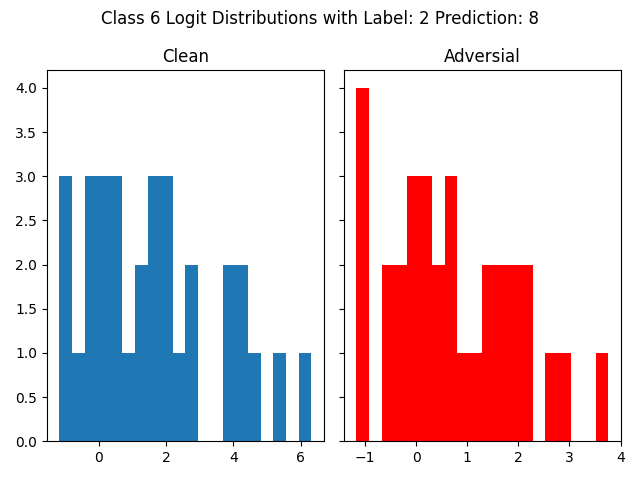 Class 6 Logit Distributions with Label: 2 Prediction: 8
Clean
Adversial
4.0
3.5
3.0
2.5
2.0
1.5
1.0
0.5
0.0
0 2 4 6
−1 0 1 2 3 4